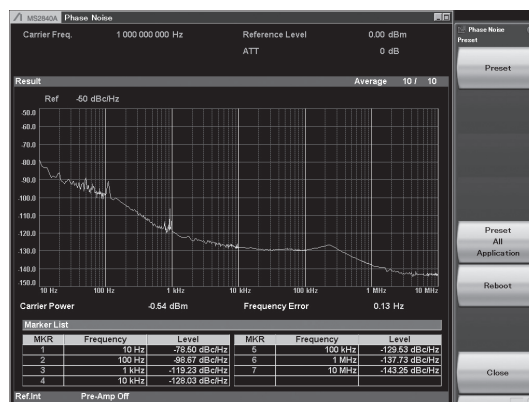 MS2840A Phase Noise
Carrier Freq. 1 000 000 000 Hz Reference Level 0.00 dBm
ATT 0 dB
Result Average 10 / 10
Ref -50 dBc/Hz
-50.0
-60.0
-70.0
-80.0
-90.0
-100.0
-110.0
-120.0
-130.0
-140.0
-150.0
10 Hz 100 Hz 1 kHz 10 kHz 100 kHz 1 MHz 10 MHz
Carrier Power -0.54 dBm Frequency Error 0.13 Hz
Marker List
MKR Frequency Level MKR Frequency Level
1 10 Hz -78.50 dBc/Hz 5 100 kHz -129.53 dBc/Hz
2 100 Hz -98.67 dBc/Hz 6 1 MHz -137.73 dBc/Hz
3 1 kHz -119.23 dBc/Hz 7 10 MHz -143.25 dBc/Hz
4 10 kHz -128.03 dBc/Hz
Ref.Int Pre-Amp Off
Phase Noise
Preset
Preset
Preset
All
Application
Reboot
Close